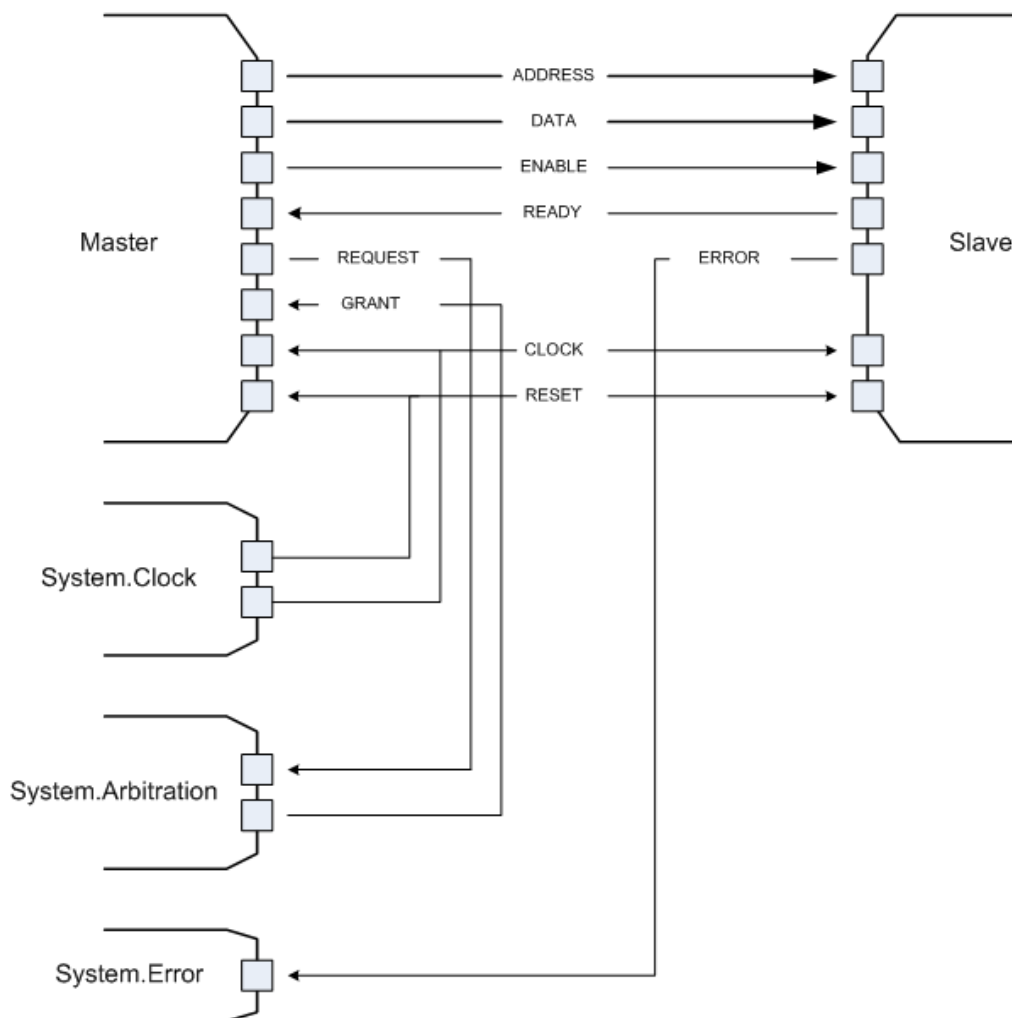 ADDRESS
DATA
ENABLE
READY
Master
Slave
REQUEST
ERROR
GRANT
CLOCK
RESET
System.Clock
System.Arbitration
System.Error